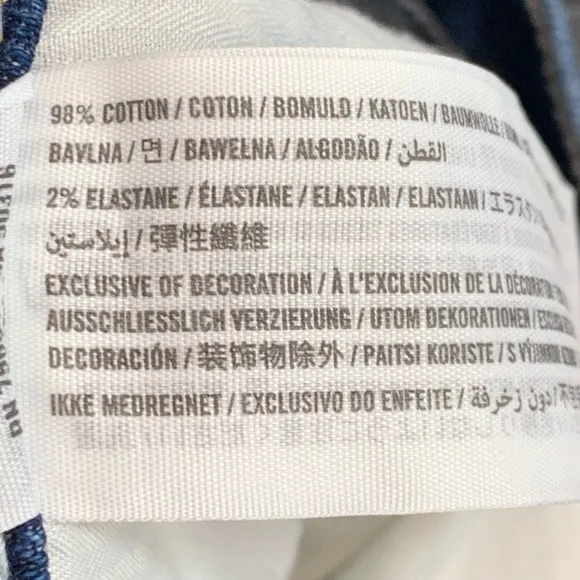 98% COTTON / COTON / BOMULD / KATOEN / BAUMWOLLE /
BAVLNA / 면 / BAWEŁNA / ALGODÃO / القطن
2% ELASTANE / ÉLASTANE / ELASTAN / ELASTAAN / エラスタン
إيلاستين / 彈性纖維
EXCLUSIVE OF DECORATION / À L'EXCLUSION DE LA
AUSSCHLIESSLICH VERZIERUNG / UTOM DEKORATIONEN /
DECORACIÓN / 装饰物除外 / PAITSI KORISTE / S
IKKE MEDREGNET / EXCLUSIVO DO ENFEITE / دون زخرفة /